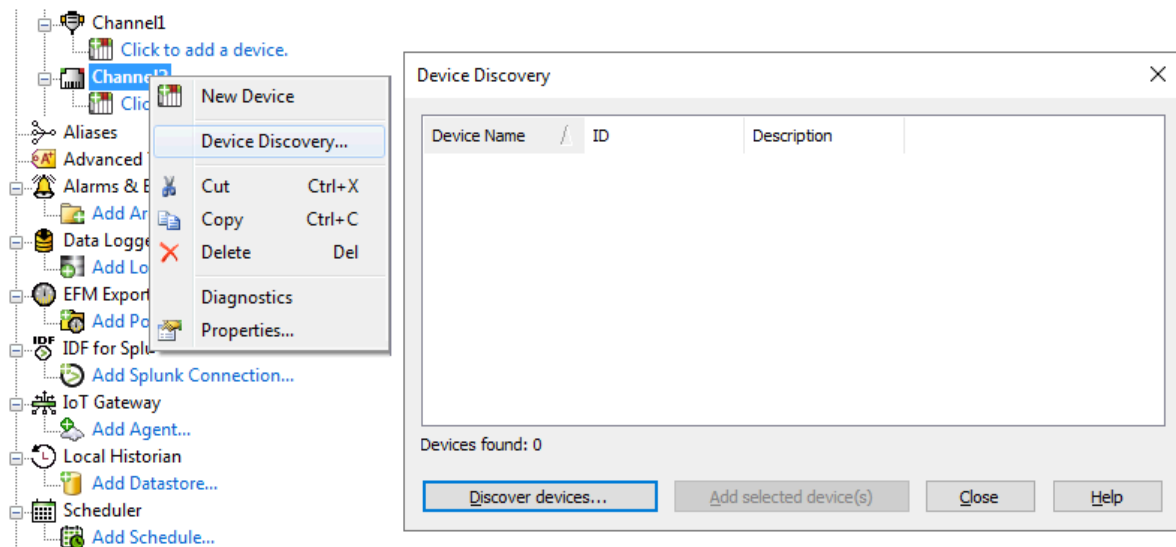 Channel1
Click to add a device.
Channel2
Clic
Aliases
Advanced
Alarms & E
Add Ar
Data Logge
Add Lo
EFM Export
Add Po
IDF for Splu
Add Splunk Connection...
IoT Gateway
Add Agent...
Local Historian
Add Datastore...
Scheduler
Add Schedule...
New Device
Device Discovery...
Cut Ctrl+X
Copy Ctrl+C
Delete Del
Diagnostics
Properties...
Device Discovery
Device Name ID Description
Devices found: 0
Discover devices... Add selected device(s) Close Help